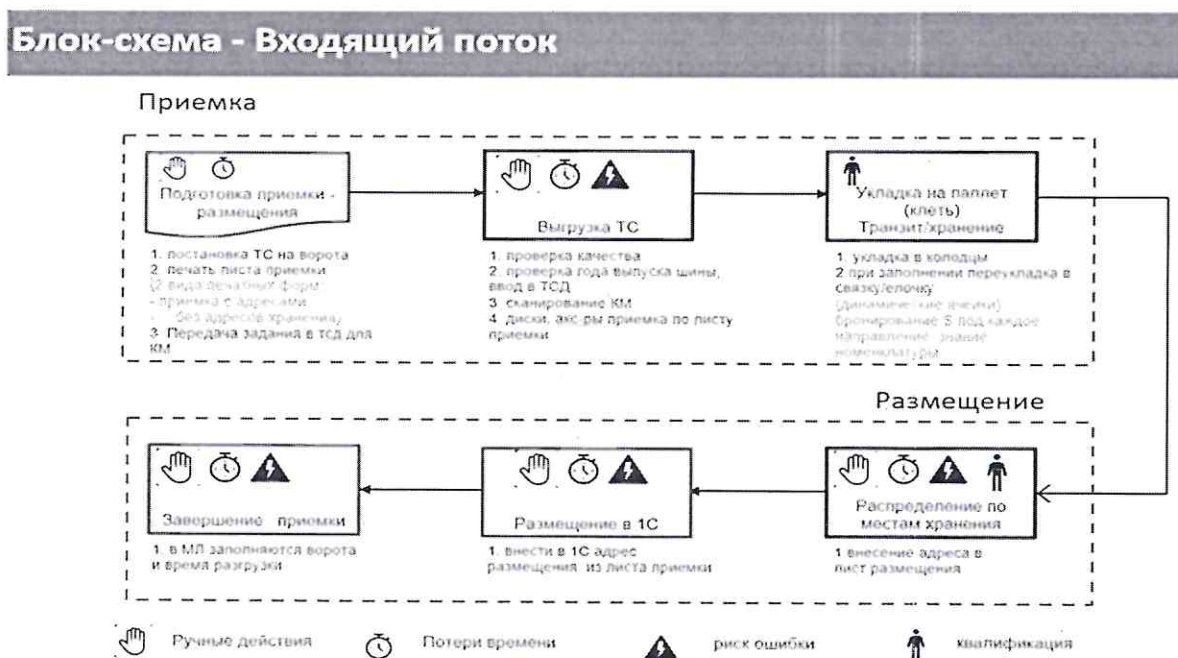 Блок-схема - Входящий поток
Приемка
Подготовка приемки -
размещения
1. постановка ТС на ворота
2. печать листа приемки
(2 вида печатных форм:
- приемка с адресами
- без адресов хранения)
3. Передача задания в тсд для
КМ
Выгрузка ТС
1. проверка качества
2. проверка года выпуска шины,
ввод в ТСД
3. сканирование КМ
4. диски, акс-ры приемка по листу
приемки
Укладка на паллет
(клеть)
Транзит/хранение
1. укладка в колодцы
2 при заполнении переукладка в
связку/елочку
(динамические ячейки)
бронирование S под каждое
направление, знание
номенклатуры
Размещение
Завершение приемки
1. в МЛ заполняются ворота
и время разгрузки
Размещение в 1С
1. внести в 1С адрес
размещения из листа приемки
Распределение по
местам хранения
1 внесение адреса в
лист размещения
Ручные действия
Потери времени
риск ошибки
квалификация